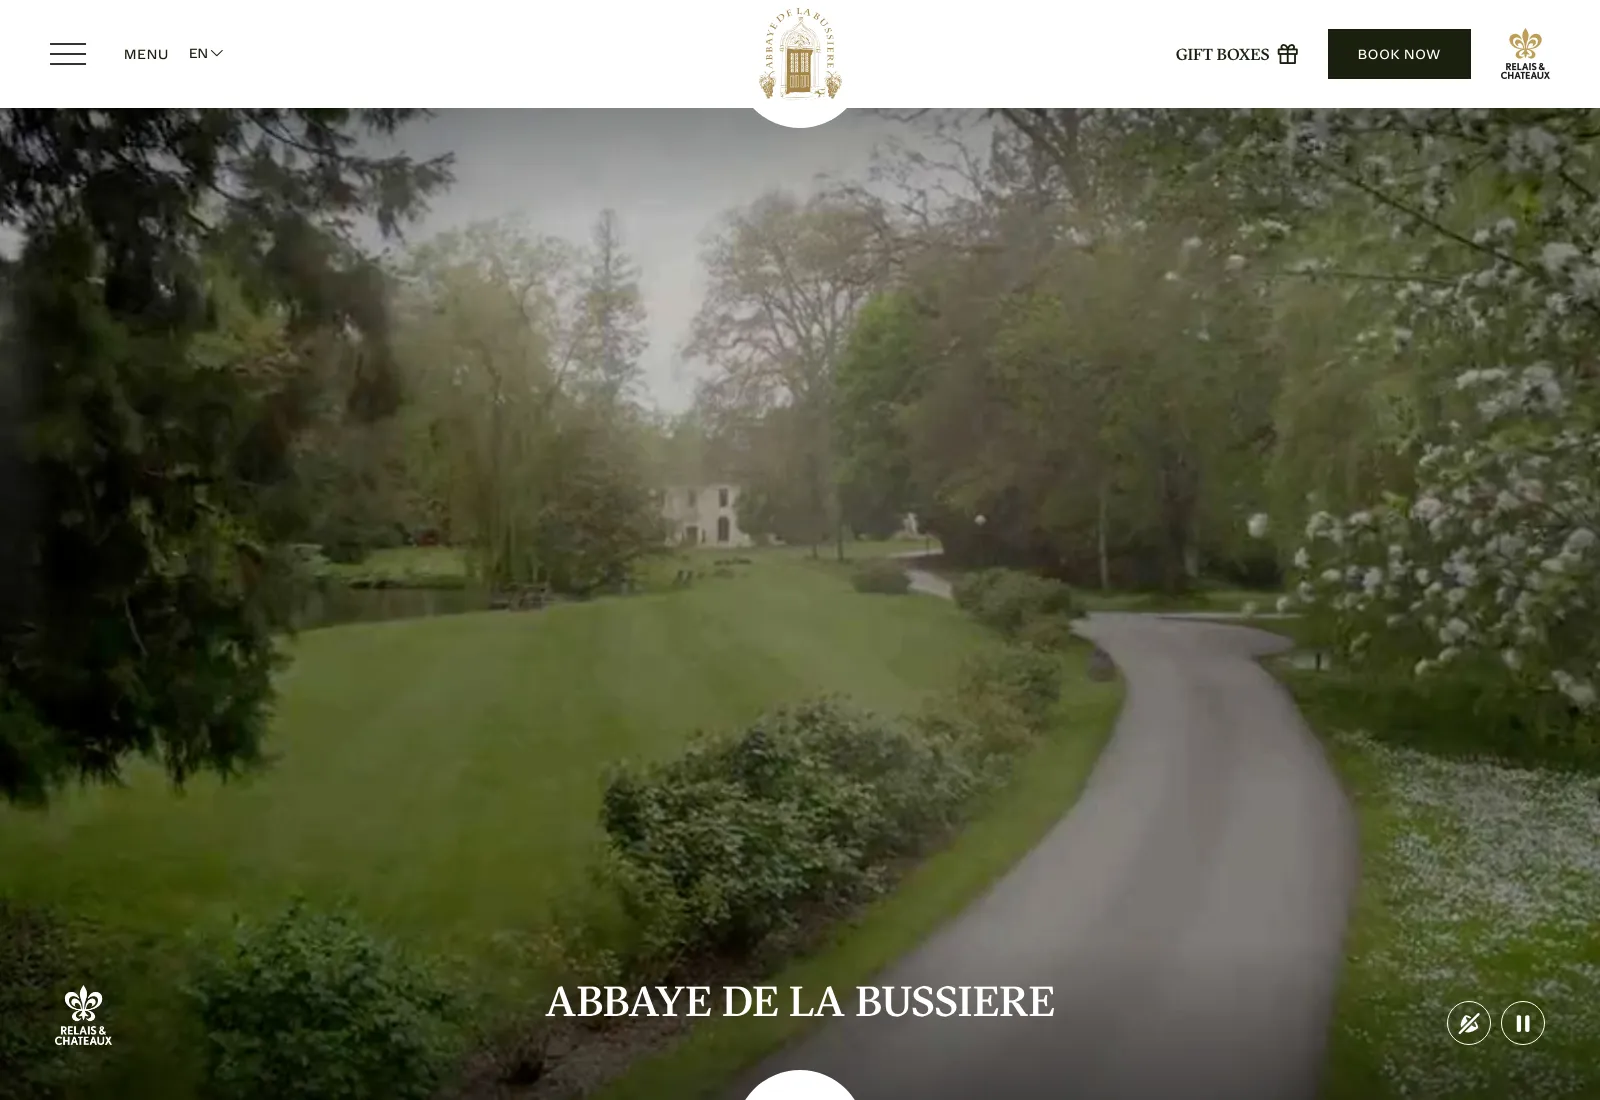 MENU
EN
ABBAYE DE LA BUSSIERE
GIFT BOXES
BOOK NOW
RELAIS &
CHATEAUX
RELAIS &
CHATEAUX
ABBAYE DE LA BUSSIERE